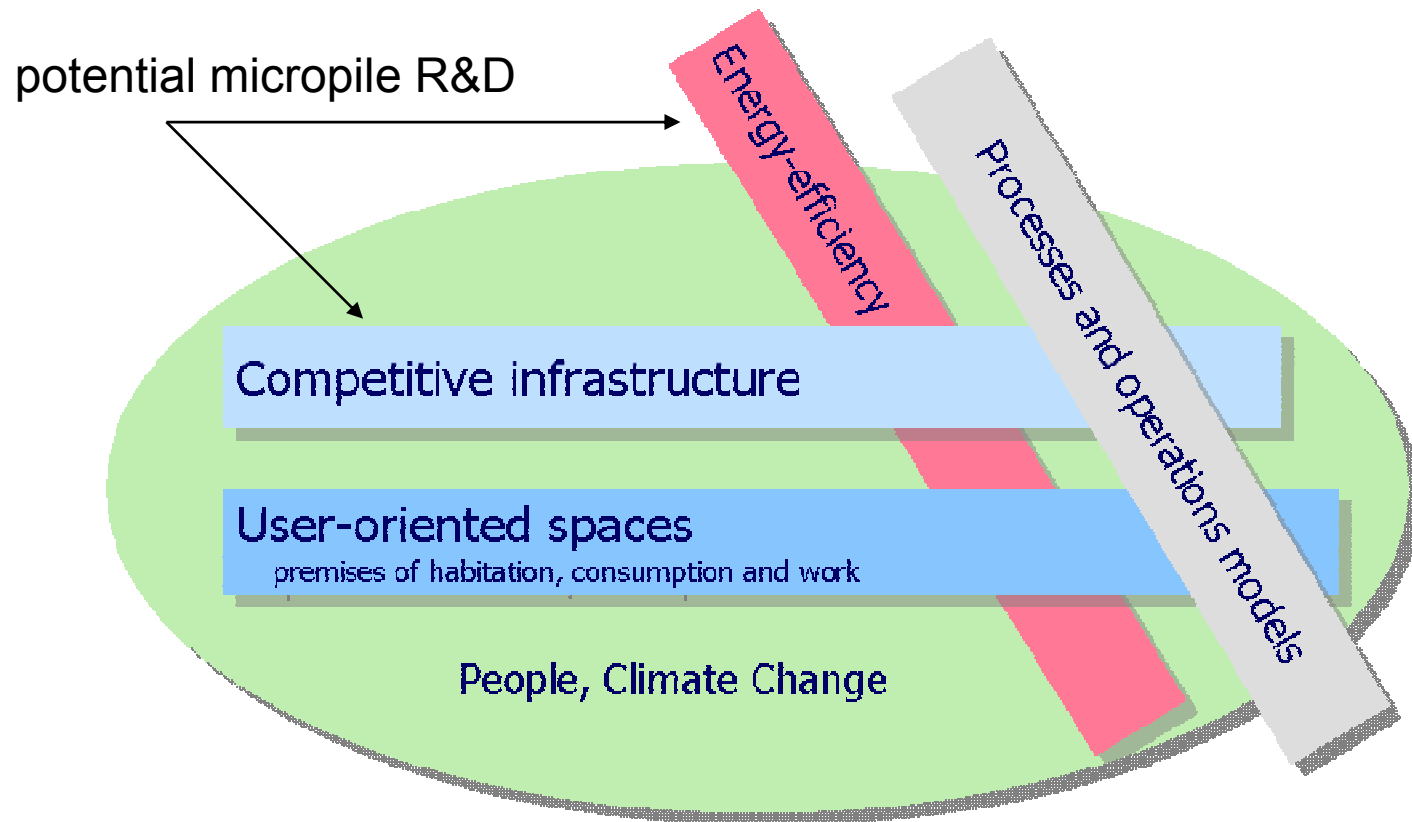 potential micropile R&D
Energy-efficiency
Processes and operations models
Competitive infrastructure
User-oriented spaces
premises of habitation, consumption and work
People, Climate Change